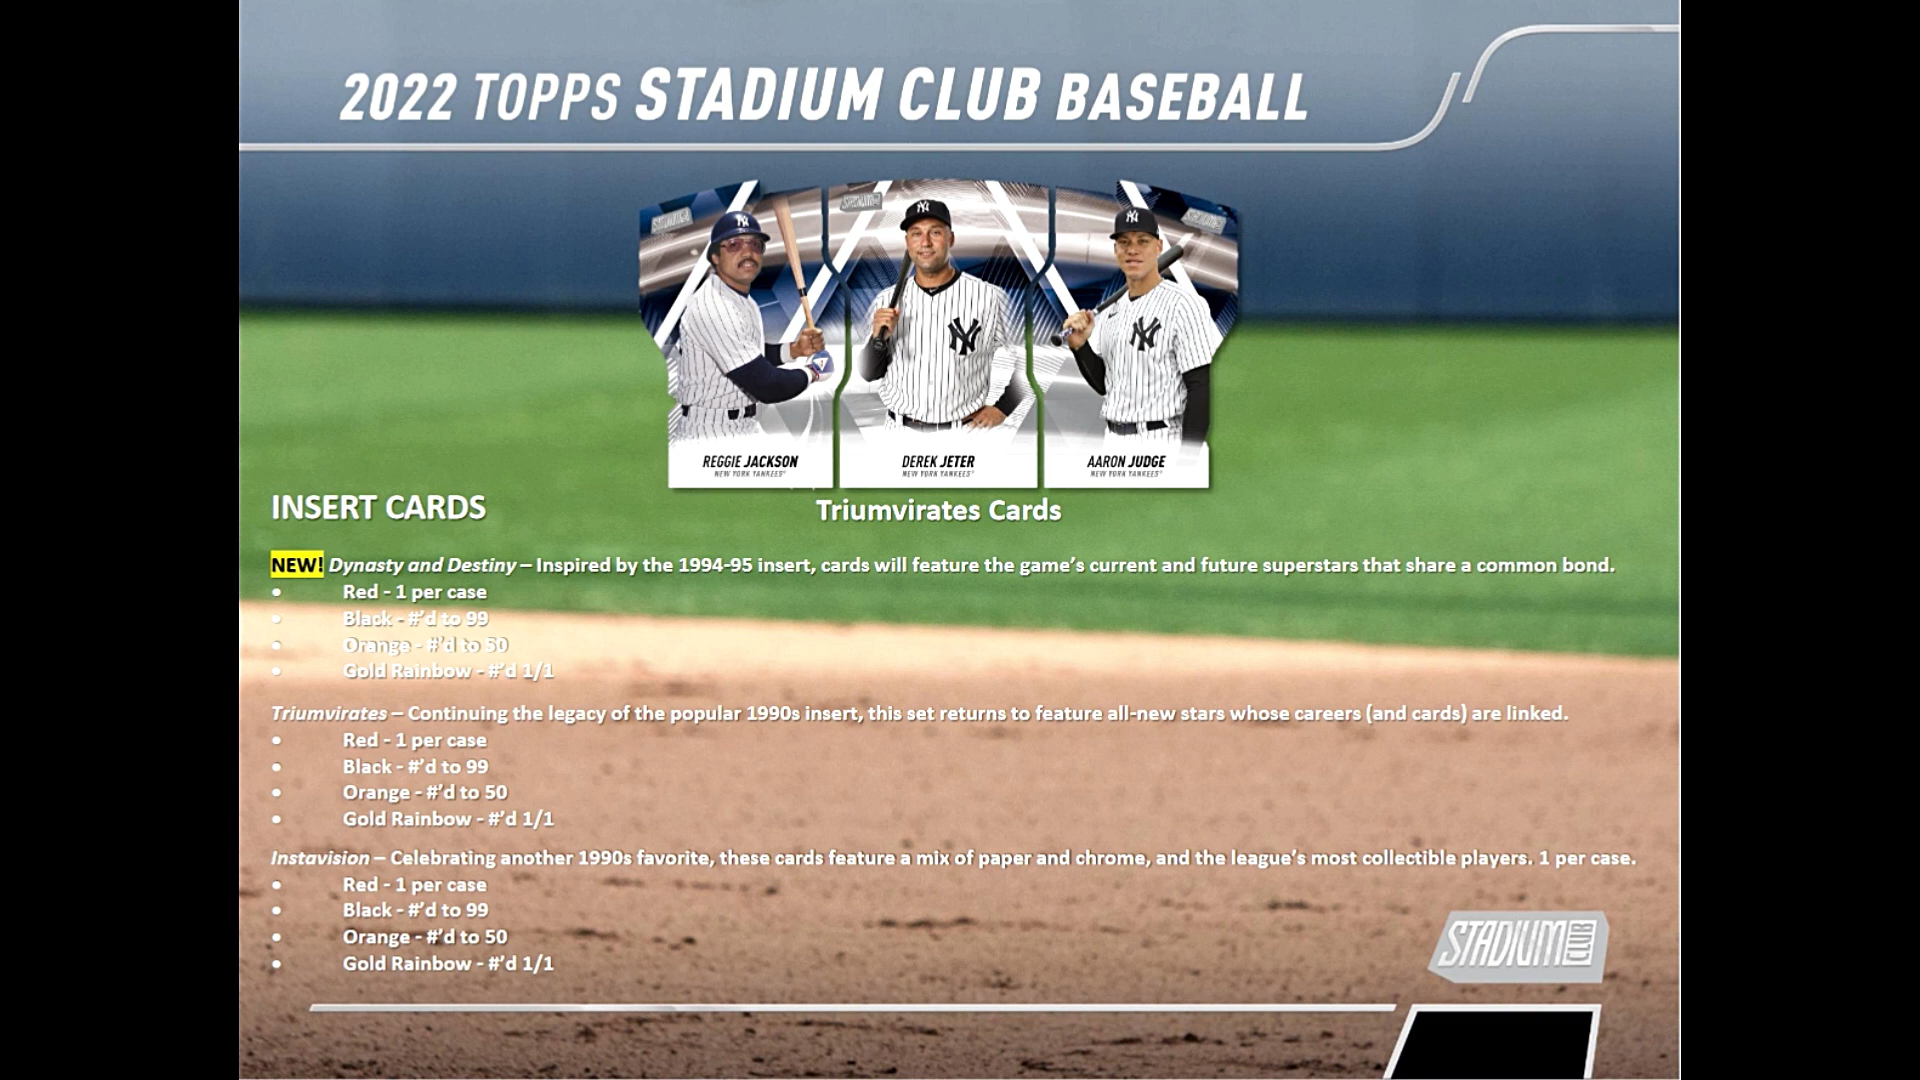 2022 TOPPS STADIUM CLUB BASEBALL
REGGIE JACKSON
NEW YORK YANKEES®
DEREK JETER
NEW YORK YANKEES®
AARON JUDGE
NEW YORK YANKEES®
INSERT CARDS
Triumvirates Cards
NEW! Dynasty and Destiny – Inspired by the 1994-95 insert, cards will feature the game’s current and future superstars that share a common bond.
• Red - 1 per case
• Black - #’d to 99
• Orange - #’d to 50
• Gold Rainbow - #’d 1/1
Triumvirates – Continuing the legacy of the popular 1990s insert, this set returns to feature all-new stars whose careers (and cards) are linked.
• Red - 1 per case
• Black - #’d to 99
• Orange - #’d to 50
• Gold Rainbow - #’d 1/1
Instavision – Celebrating another 1990s favorite, these cards feature a mix of paper and chrome, and the league’s most collectible players. 1 per case.
• Red - 1 per case
• Black - #’d to 99
• Orange - #’d to 50
• Gold Rainbow - #’d 1/1
STADIUM CLUB